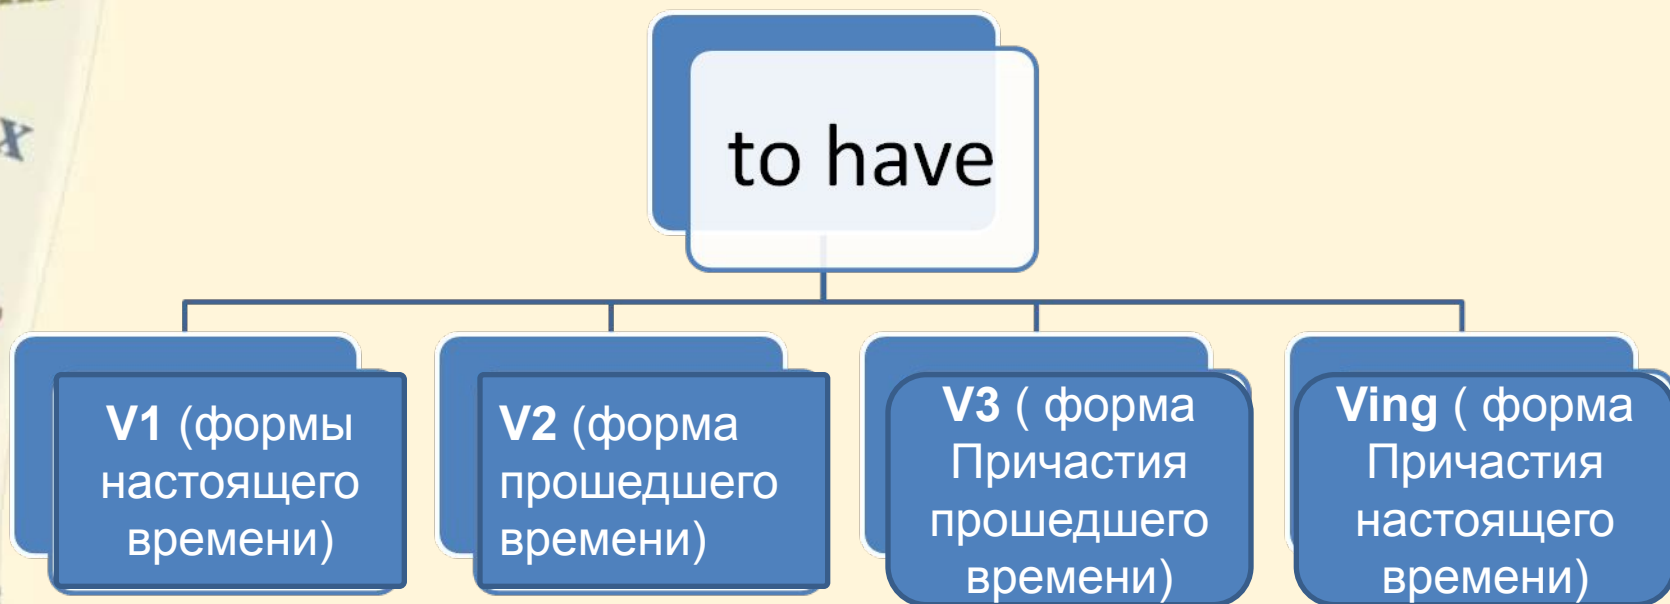 х
to have
V1 (формы
настоящего
времени)
V2 (форма
прошедшего
времени)
V3 ( форма
Причастия
прошедшего
времени)
Ving ( форма
Причастия
настоящего
времени)